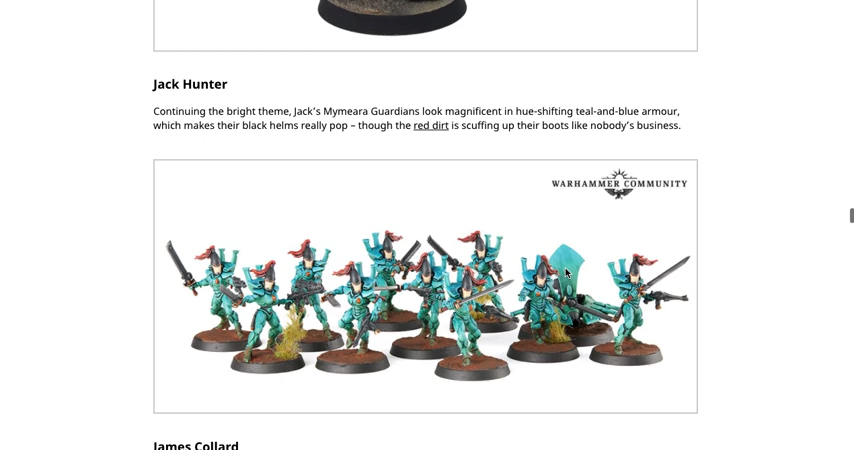 Jack Hunter
Continuing the bright theme, Jack’s Mymeara Guardians look magnificent in hue-shifting teal-and-blue armour,
which makes their black helms really pop – though the red dirt is scuffing up their boots like nobody’s business.
WARHAMMER COMMUNITY
James Collard